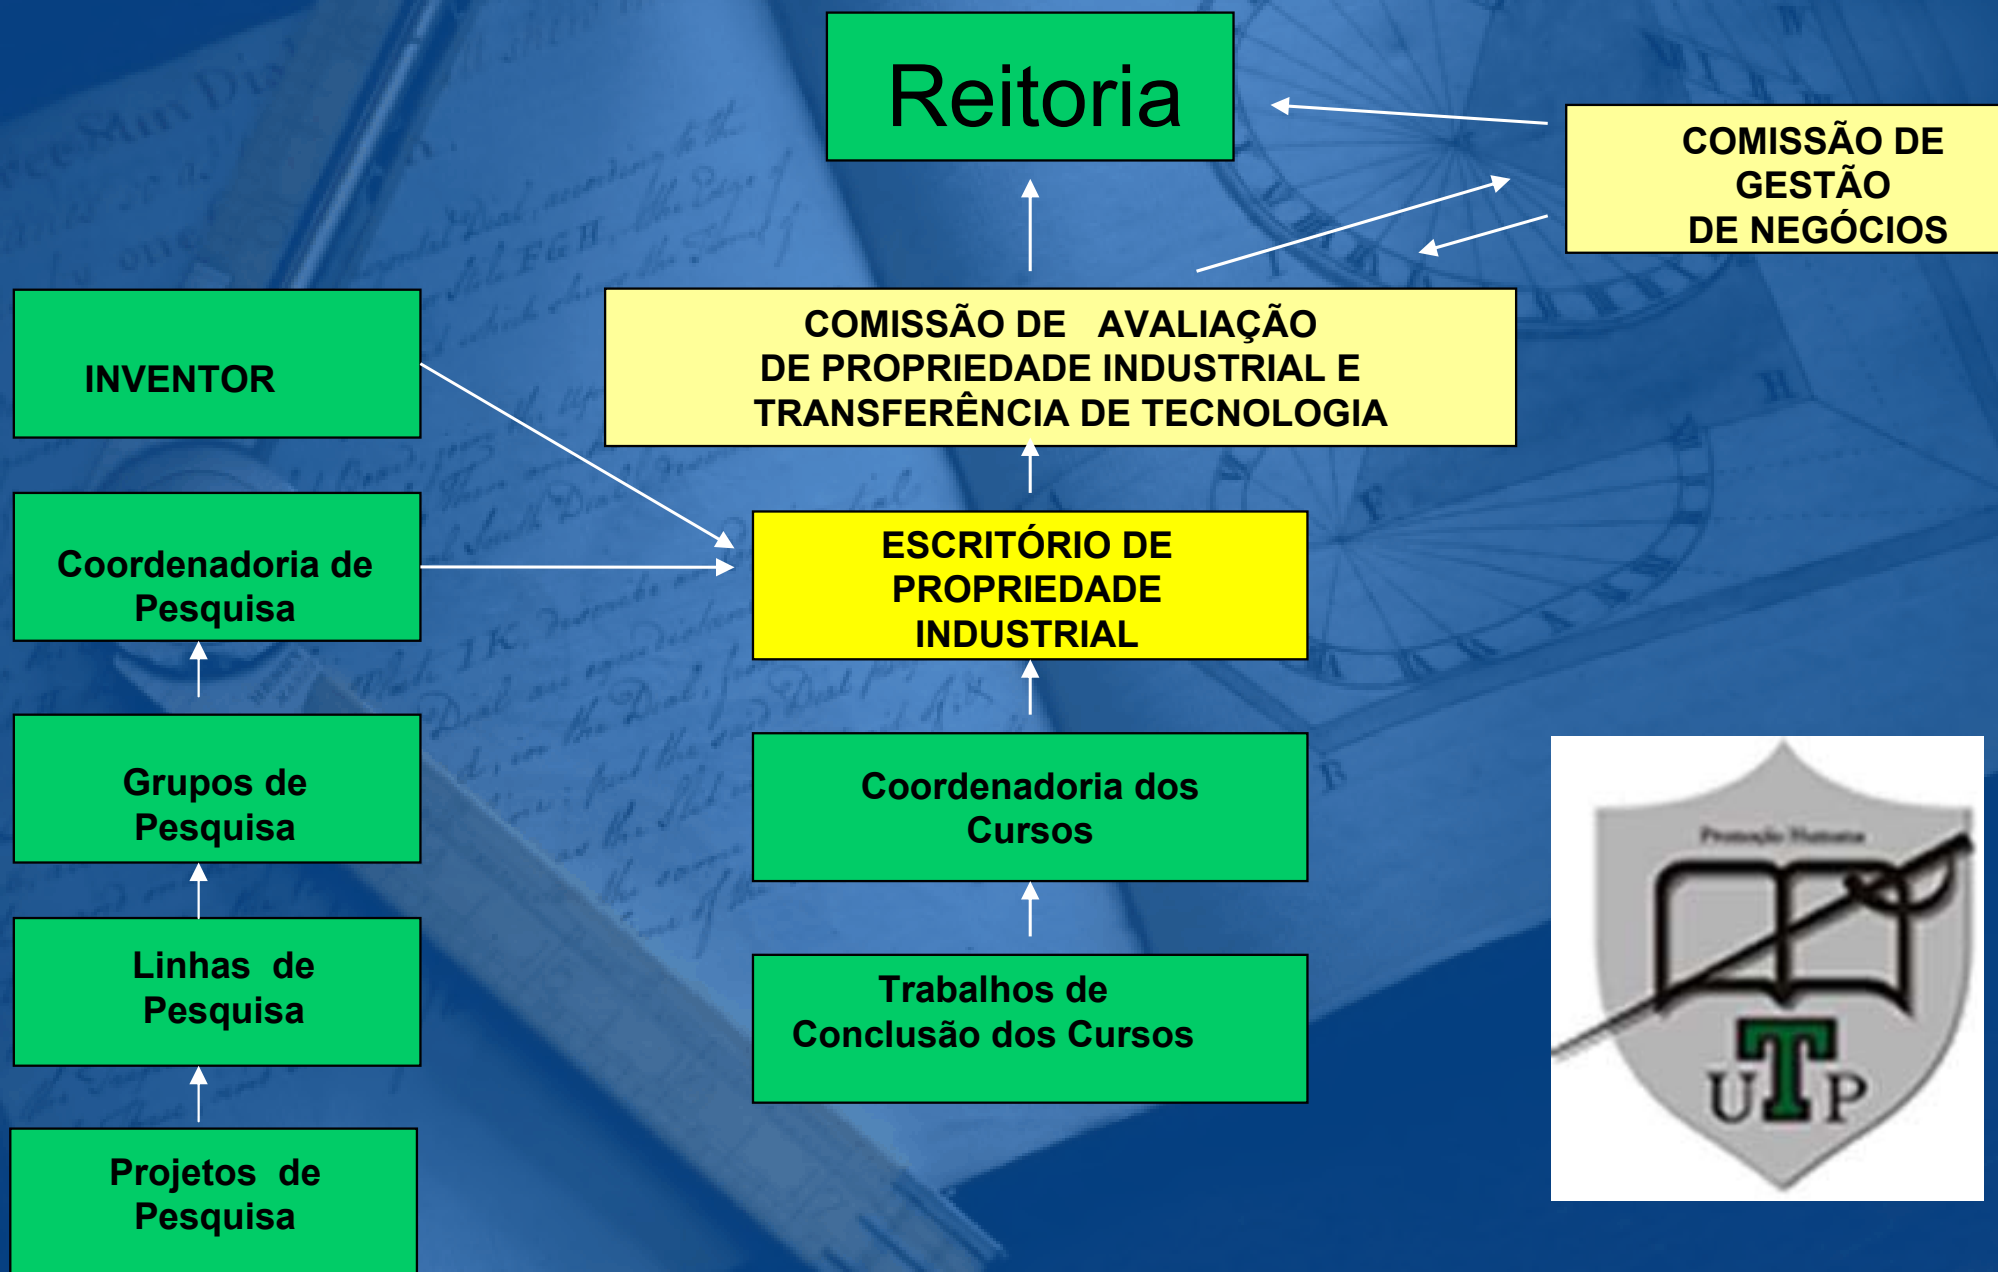 Reitoria
COMISSÃO DE
GESTÃO
DE NEGÓCIOS
INVENTOR
COMISSÃO DE AVALIAÇÃO
DE PROPRIEDADE INDUSTRIAL E
TRANSFERÊNCIA DE TECNOLOGIA
Coordenadoria de
Pesquisa
ESCRITÓRIO DE
PROPRIEDADE
INDUSTRIAL
Grupos de
Pesquisa
Coordenadoria dos
Cursos
Linhas de
Pesquisa
Trabalhos de
Conclusão dos Cursos
Projetos de
Pesquisa
Promoção Humana
UTP